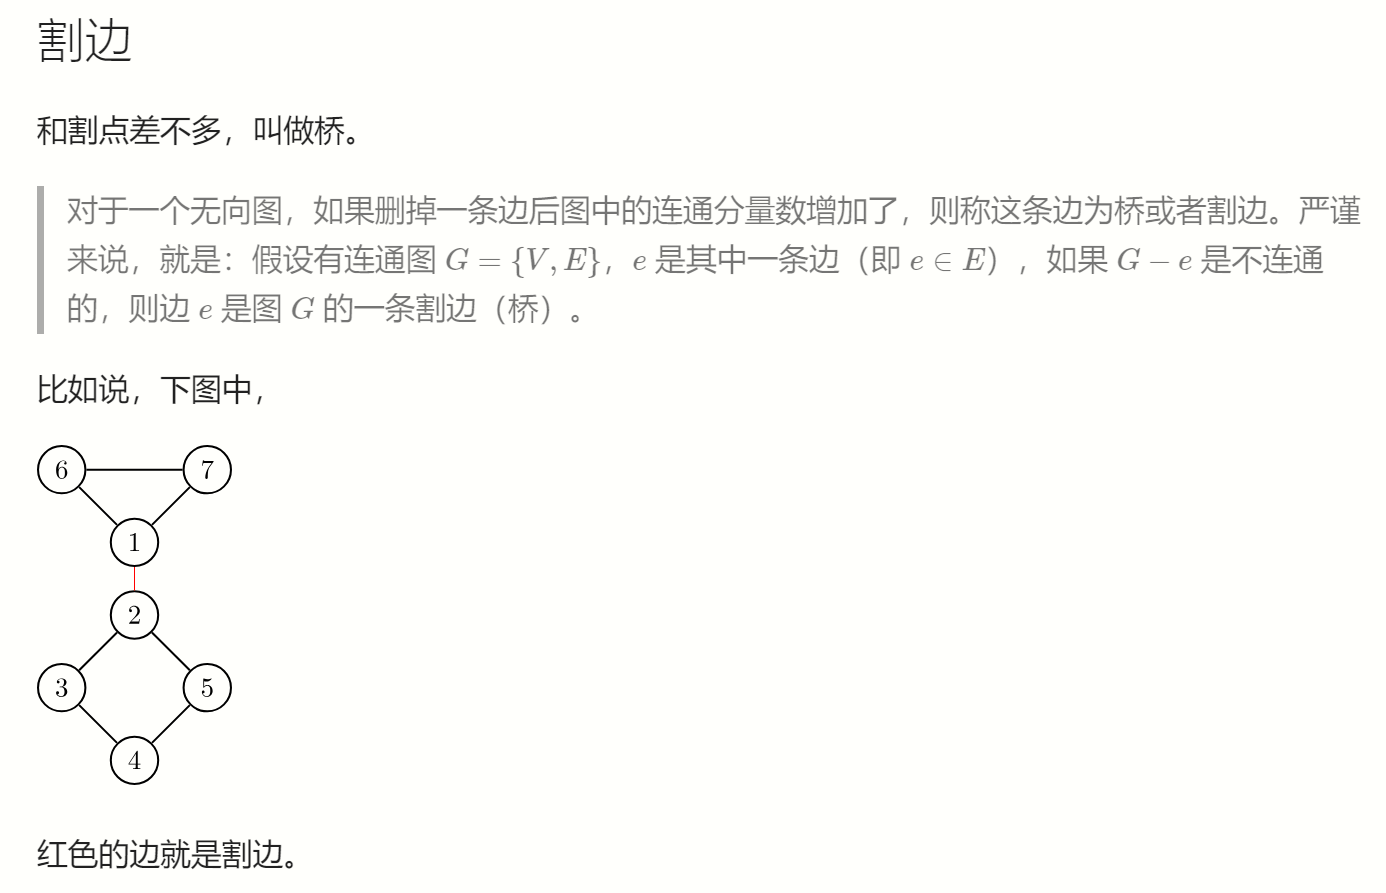 割边
和割点差不多，叫做桥。
对于一个无向图，如果删掉一条边后图中的连通分量数增加了，则称这条边为桥或者割边。严谨
来说，就是：假设有连通图 G = {V, E}，e 是其中一条边（即 e ∈ E），如果 G − e 是不连通
的，则边 e 是图 G 的一条割边（桥）。
比如说，下图中，
6 7
1
2
3 5
4
红色的边就是割边。